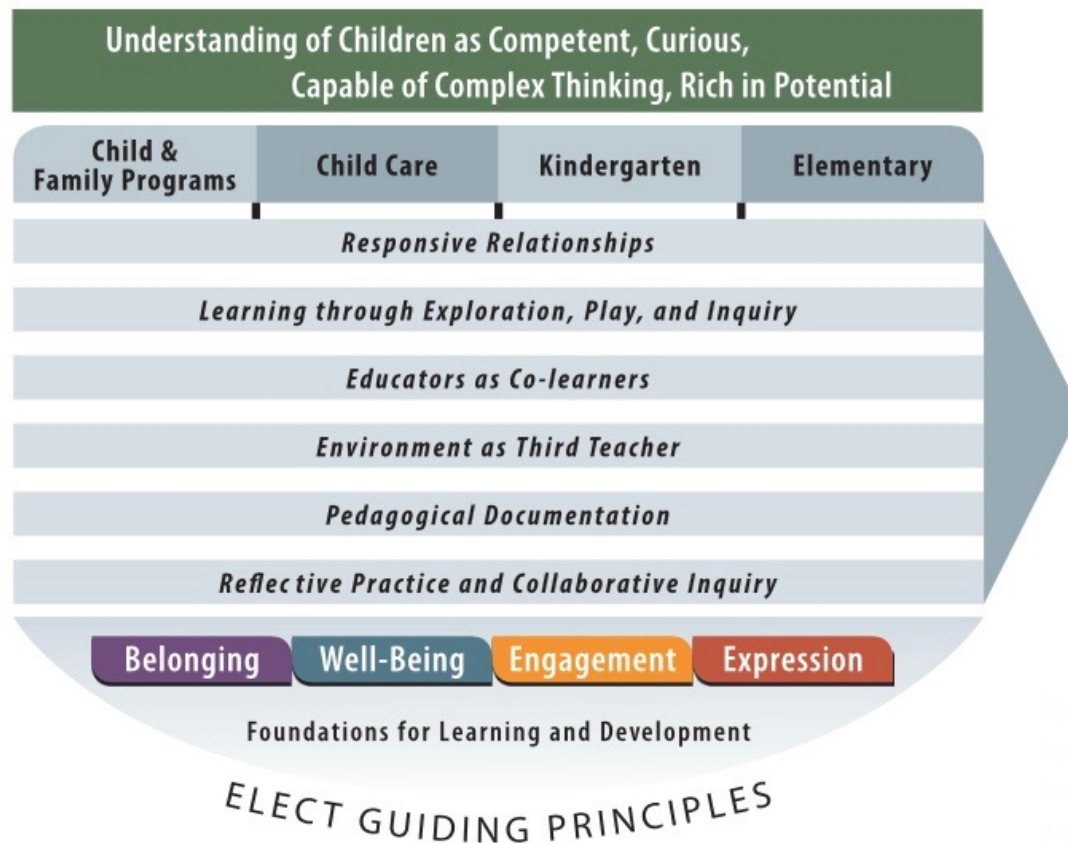 Understanding of Children as Competent, Curious,
Capable of Complex Thinking, Rich in Potential
Child &
Family Programs
Child Care
Kindergarten
Elementary
Responsive Relationships
Learning through Exploration, Play, and Inquiry
Educators as Co-learners
Environment as Third Teacher
Pedagogical Documentation
Reflective Practice and Collaborative Inquiry
Belonging
Well-Being
Engagement
Expression
Foundations for Learning and Development
ELECT GUIDING PRINCIPLES